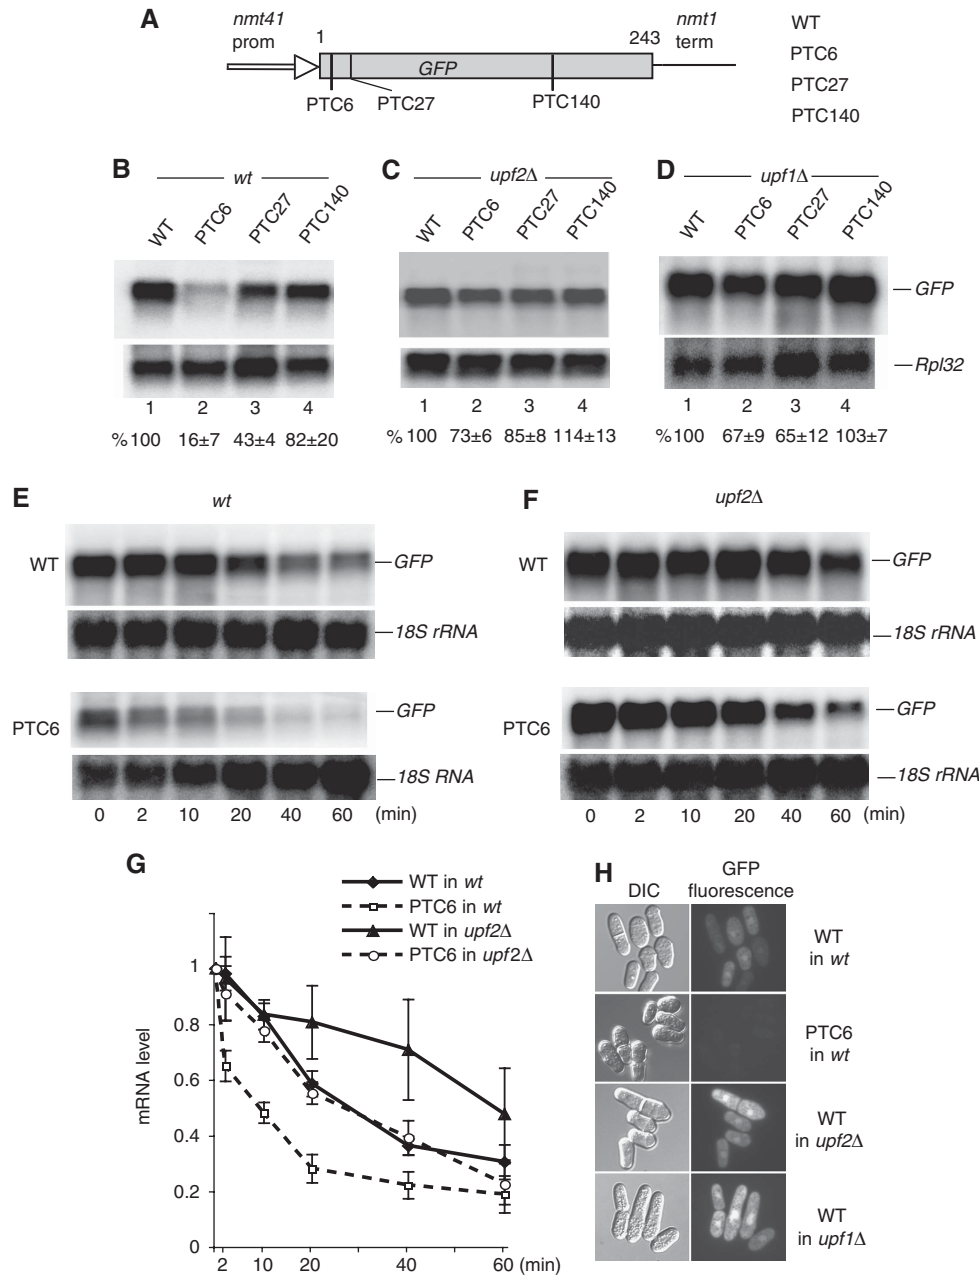 A
nmt41
prom
1
243
nmt1
term
GFP
PTC6
PTC27
PTC140
WT
PTC6
PTC27
PTC140
B
wt
WT
PTC6
PTC27
PTC140
1 2 3 4
% 100 16±7 43±4 82±20
C
upf2Δ
WT
PTC6
PTC27
PTC140
1 2 3 4
% 100 73±6 85±8 114±13
D
upf1Δ
WT
PTC6
PTC27
PTC140
GFP
Rpl32
1 2 3 4
%100 67±9 65±12 103±7
E
wt
WT
GFP
18S rRNA
PTC6
GFP
18S RNA
0 2 10 20 40 60 (min)
F
upf2Δ
WT
GFP
18S rRNA
PTC6
GFP
18S rRNA
0 2 10 20 40 60 (min)
G
WT in wt
PTC6 in wt
WT in upf2Δ
PTC6 in upf2Δ
mRNA level
1
0.8
0.6
0.4
0.2
0
2 10 20 40 60 (min)
H
DIC
GFP
fluorescence
WT
in wt
PTC6
in wt
WT
in upf2Δ
WT
in upf1Δ